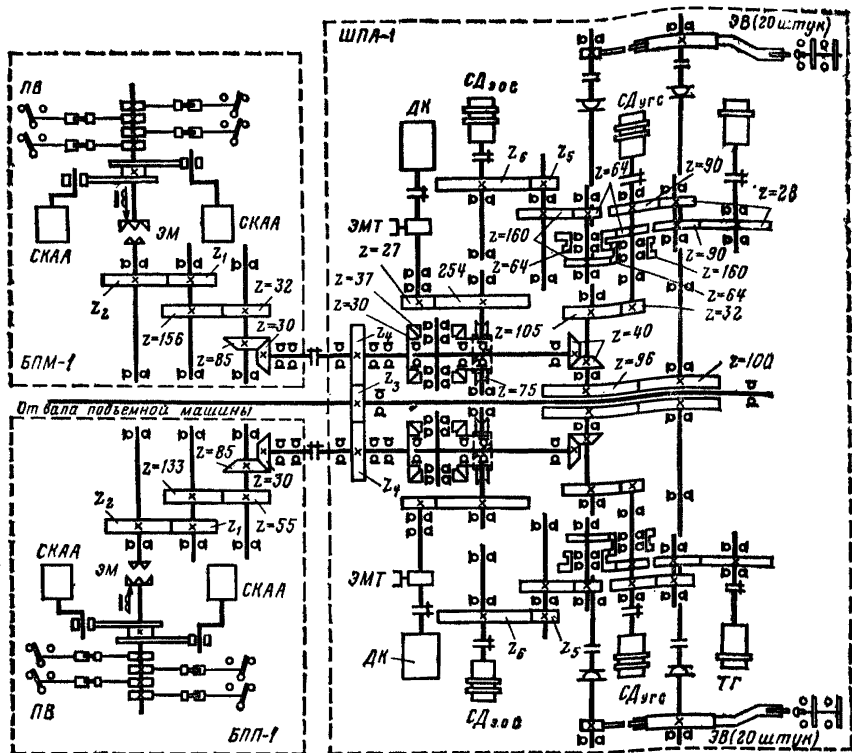 ШПА-1
ЭВ (20 штук)
ПВ
СКАА
СКАА
ЭМ
Z₁
Z₂
z=32
z=156
z=30
z=85
БПМ-1
ДК
СДзов
СДугс
Z₆
Z₅
z=64
z=90
z=28
ЭМТ
z=160
z=27
254
z=64
z=90
z=160
z=64
z=37
z=30
z=105
z=32
z=40
Z₄
Z₃
z=96
z=100
z=75
От вала подъемной машины
z=85
z=133
z=30
Z₄
Z₂
Z₁
z=55
СКАА
ЭМ
СКАА
ЭМТ
ДК
Z₆
Z₅
СДзов
СДугс
ТГ
ПВ
БПП-1
ЭВ (20 штук)